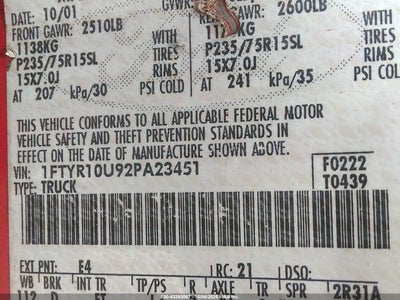 DATE: 10/01
GVWR:
FRONT GAWR: 2510LB
1138KG
P235/75R15SL
15X7.0J
AT 207 kPa/30
WITH
TIRES
RIMS
PSI COLD
2600LB
P235/75R15SL
15X7.0J
AT 241 kPa/35
WITH
TIRES
RIMS
PSI COLD
THIS VEHICLE CONFORMS TO ALL APPLICABLE FEDERAL MOTOR
VEHICLE SAFETY AND THEFT PREVENTION STANDARDS IN
EFFECT ON THE DATE OF MANUFACTURE SHOWN ABOVE.
VIN: 1FTYR10U92PA23451
TYPE: TRUCK
F0222
T0439
EXT PNT: E4 RC: 21 DSO:
WB BRK INT TR TP/PS R AXLE TR SPR 2R31A